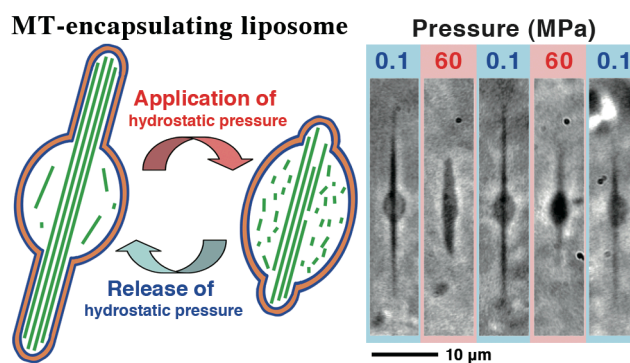 MT-encapsulating liposome
Application of
hydrostatic pressure
Release of
hydrostatic pressure
Pressure (MPa)
0.1 60 0.1 60 0.1
10 µm